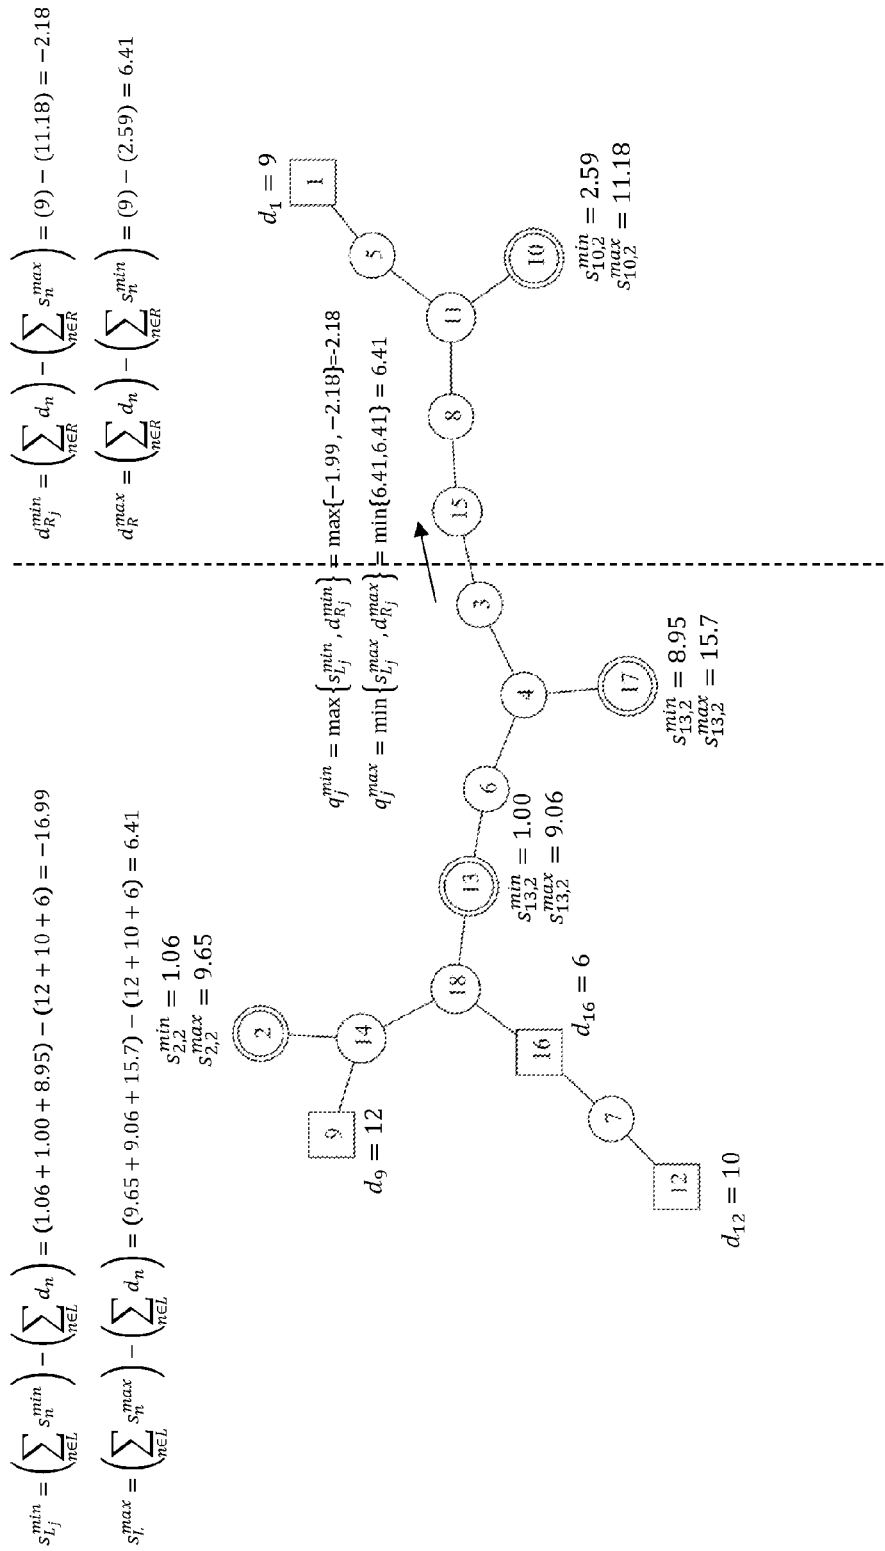 s_{L_j}^{min} = (∑_{n∈L} s_n^{min}) − (∑_{n∈L} d_n) = (1.06 + 1.00 + 8.95) − (12 + 10 + 6) = −16.99
d_{R_j}^{min} = (∑_{n∈R} d_n) − (∑_{n∈R} s_n^{max}) = (9) − (11.18) = −2.18
s_L^{max} = (∑_{n∈L} s_n^{max}) − (∑_{n∈L} d_n) = (9.65 + 9.06 + 15.7) − (12 + 10 + 6) = 6.41
d_R^{max} = (∑_{n∈R} d_n) − (∑_{n∈R} s_n^{min}) = (9) − (2.59) = 6.41
s_{2,2}^{min} = 1.06
s_{2,2}^{max} = 9.65
q_j^{min} = max{s_{L_j}^{min}, d_{R_j}^{min}} = max{−1.99, −2.18}=-2.18
q_j^{max} = min{s_{L_j}^{max}, d_{R_j}^{max}} = min{6.41,6.41} = 6.41
d_1 = 9
1
2
9
14
5
d_9 = 12
18
13
6
4
3
15
8
11
10
16
d_{16} = 6
s_{13,2}^{min} = 1.00
s_{13,2}^{max} = 9.06
s_{10,2}^{min} = 2.59
s_{10,2}^{max} = 11.18
7
17
12
s_{13,2}^{min} = 8.95
s_{13,2}^{max} = 15.7
d_{12} = 10